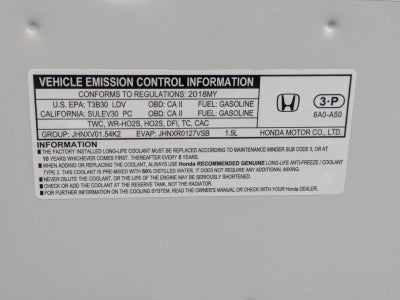 VEHICLE EMISSION CONTROL INFORMATION
CONFORMS TO REGULATIONS: 2018MY
U.S. EPA: T3B30 LDV OBD: CA II FUEL: GASOLINE
CALIFORNIA: SULEV30 PC OBD: CA II FUEL: GASOLINE
TWC, WR-HO2S, HO2S, DFI, TC, CAC
GROUP: JHNXV01.54K2 EVAP: JHNXR0127VSB 1.5L
3-P
6A0-A50
HONDA MOTOR CO., LTD.
INFORMATION
■ THE FACTORY INSTALLED LONG-LIFE COOLANT MUST BE REPLACED ACCORDING TO MAINTENANCE MINDER SUB CODE 5, OR AT
10 YEARS WHICHEVER COMES FIRST. THEREAFTER EVERY 5 YEARS.
■ WHEN ADDING OR REPLACING COOLANT, ALWAYS USE Honda RECOMMENDED GENUINE LONG-LIFE ANTI-FREEZE / COOLANT
TYPE 2. THIS COOLANT IS PRE-MIXED WITH 50% DISTILLED WATER. IT DOES NOT REQUIRE ANY ADDITIONAL MIXING.
■ NEVER USE COOLANT, OR THE LIFE OF THE ENGINE MAY BE SERIOUSLY SHORTENED.
■ CHECK OR ADD THE COOLANT AT THE RESERVE TANK, NOT THE RADIATOR.
■ FOR FURTHER INFORMATION CONCERNING THE COOLING SYSTEM, READ THE OWNER'S MANUAL OR CHECK WITH YOUR Honda DEALER.